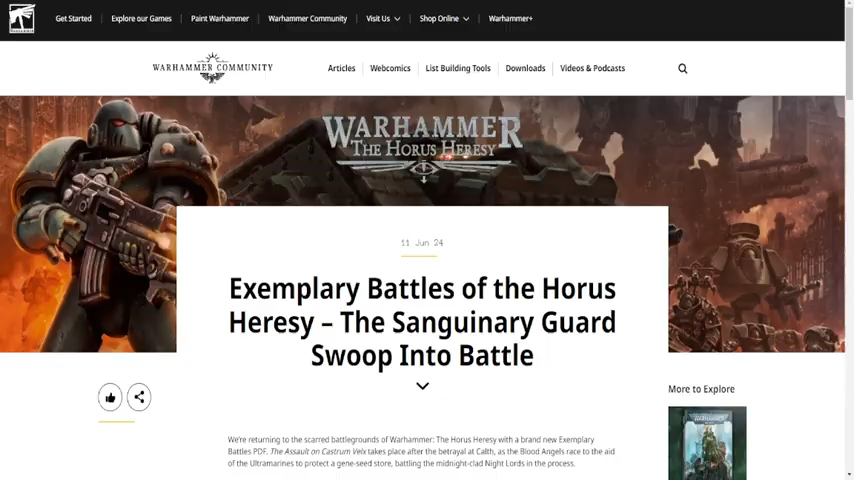 Get Started
Explore our Games
Paint Warhammer
Warhammer Community
Visit Us
Shop Online
Warhammer+
WARHAMMER COMMUNITY
Articles
Webcomics
List Building Tools
Downloads
Videos & Podcasts
WARHAMMER
THE HORUS HERESY
11 Jun 24
Exemplary Battles of the Horus
Heresy – The Sanguinary Guard
Swoop Into Battle
We're returning to the scarred battlegrounds of Warhammer: The Horus Heresy with a brand new Exemplary
Battles PDF. The Assault on Castrum Velx takes place after the betrayal at Calth, as the Blood Angels race to the aid
of the Ultramarines to protect a gene-seed store, battling the midnight-clad Night Lords in the process.
More to Explore